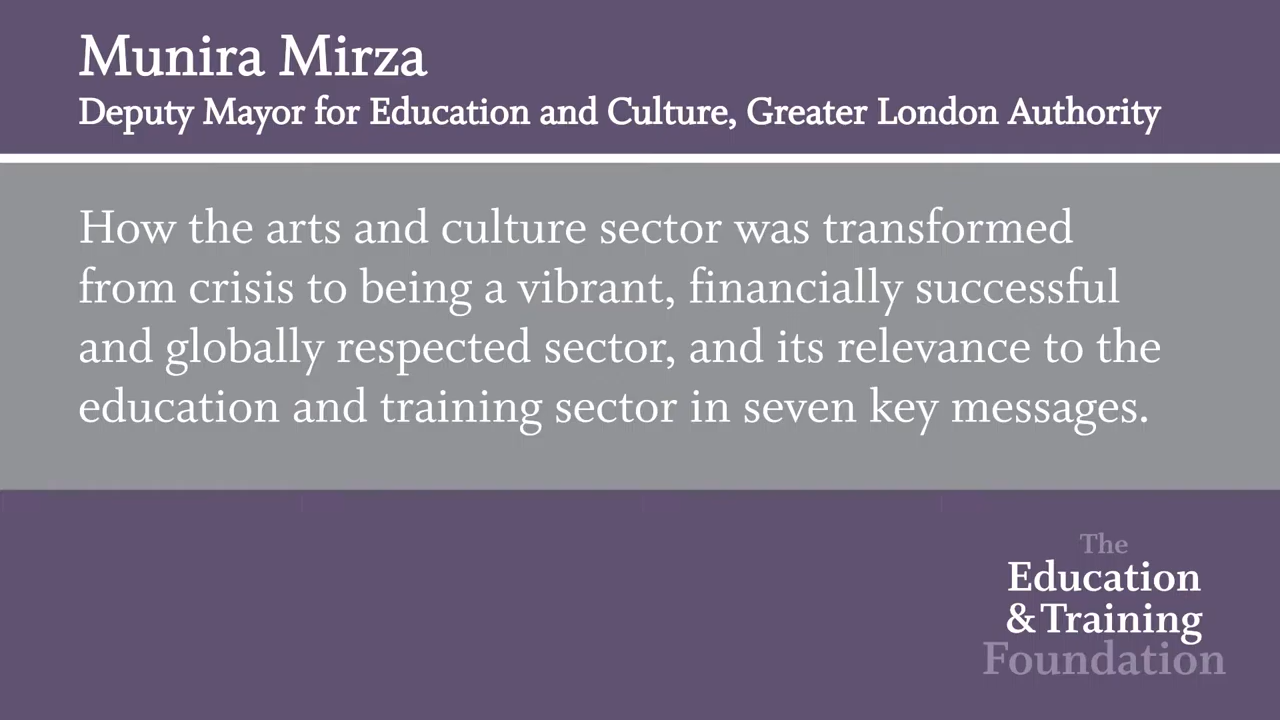 Munira Mirza
Deputy Mayor for Education and Culture, Greater London Authority
How the arts and culture sector was transformed
from crisis to being a vibrant, financially successful
and globally respected sector, and its relevance to the
education and training sector in seven key messages.
The
Education
& Training
Foundation